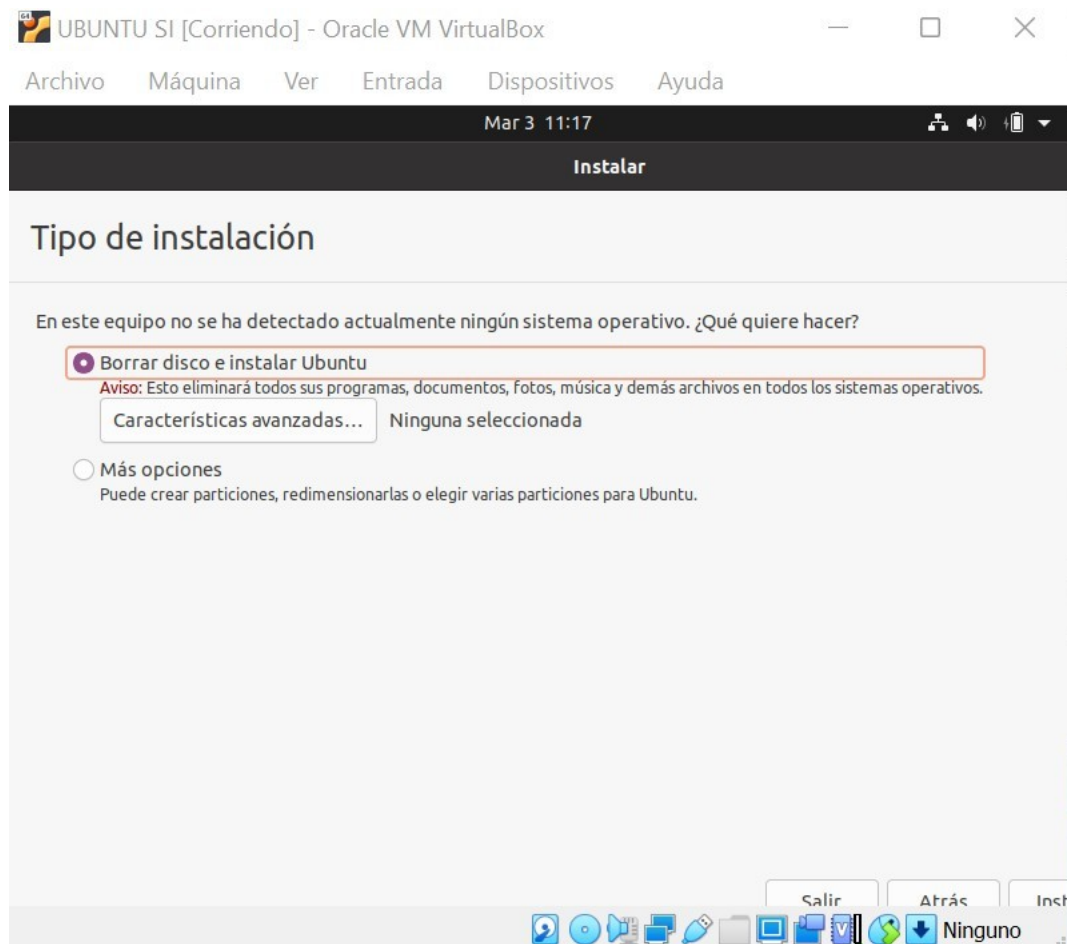 64
UBUNTU SI [Corriendo] - Oracle VM VirtualBox
Archivo Máquina Ver Entrada Dispositivos Ayuda
Mar 3 11:17
Instalar
Tipo de instalación
En este equipo no se ha detectado actualmente ningún sistema operativo. ¿Qué quiere hacer?
Borrar disco e instalar Ubuntu
Aviso: Esto eliminará todos sus programas, documentos, fotos, música y demás archivos en todos los sistemas operativos.
Características avanzadas... Ninguna seleccionada
Más opciones
Puede crear particiones, redimensionarlas o elegir varias particiones para Ubuntu.
Salir Atrás
Ninguno